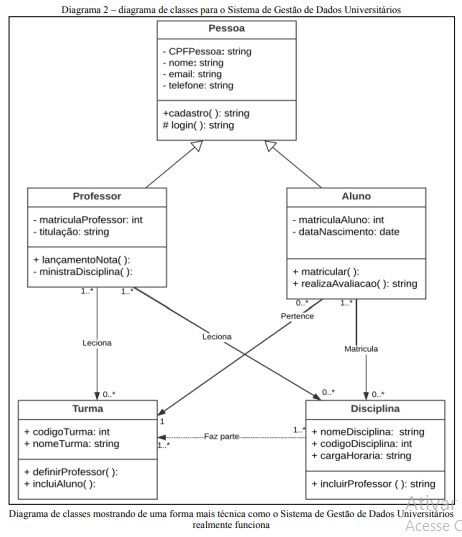 Diagrama 2 – diagrama de classes para o Sistema de Gestão de Dados Universitários
Pessoa
- CPFPessoa: string
- nome: string
- email: string
- telefone: string
+cadastro( ): string
# login( ): string
Professor
- matriculaProfessor: int
- titulação: string
+ lançamentoNota( ):
- ministraDisciplina( ):
Aluno
- matriculaAluno: int
- dataNascimento: date
+ matricular( ):
+ realizaAvaliacao( ): string
1..*
1..*
0..*
1..*
Pertence
Leciona
Leciona
Matricula
0..*
0..*
0..*
Turma
+ codigoTurma: int
+ nomeTurma: string
+ definirProfessor( ):
+ incluiAluno( ):
1
1..*
Faz parte
1..*
Disciplina
+ nomeDisciplina: string
+ codigoDisciplina: int
+ cargaHoraria: string
+ incluirProfessor ( ): string
Ativar
Acesse C
Diagrama de classes mostrando de uma forma mais técnica como o Sistema de Gestão de Dados Universitários
realmente funciona